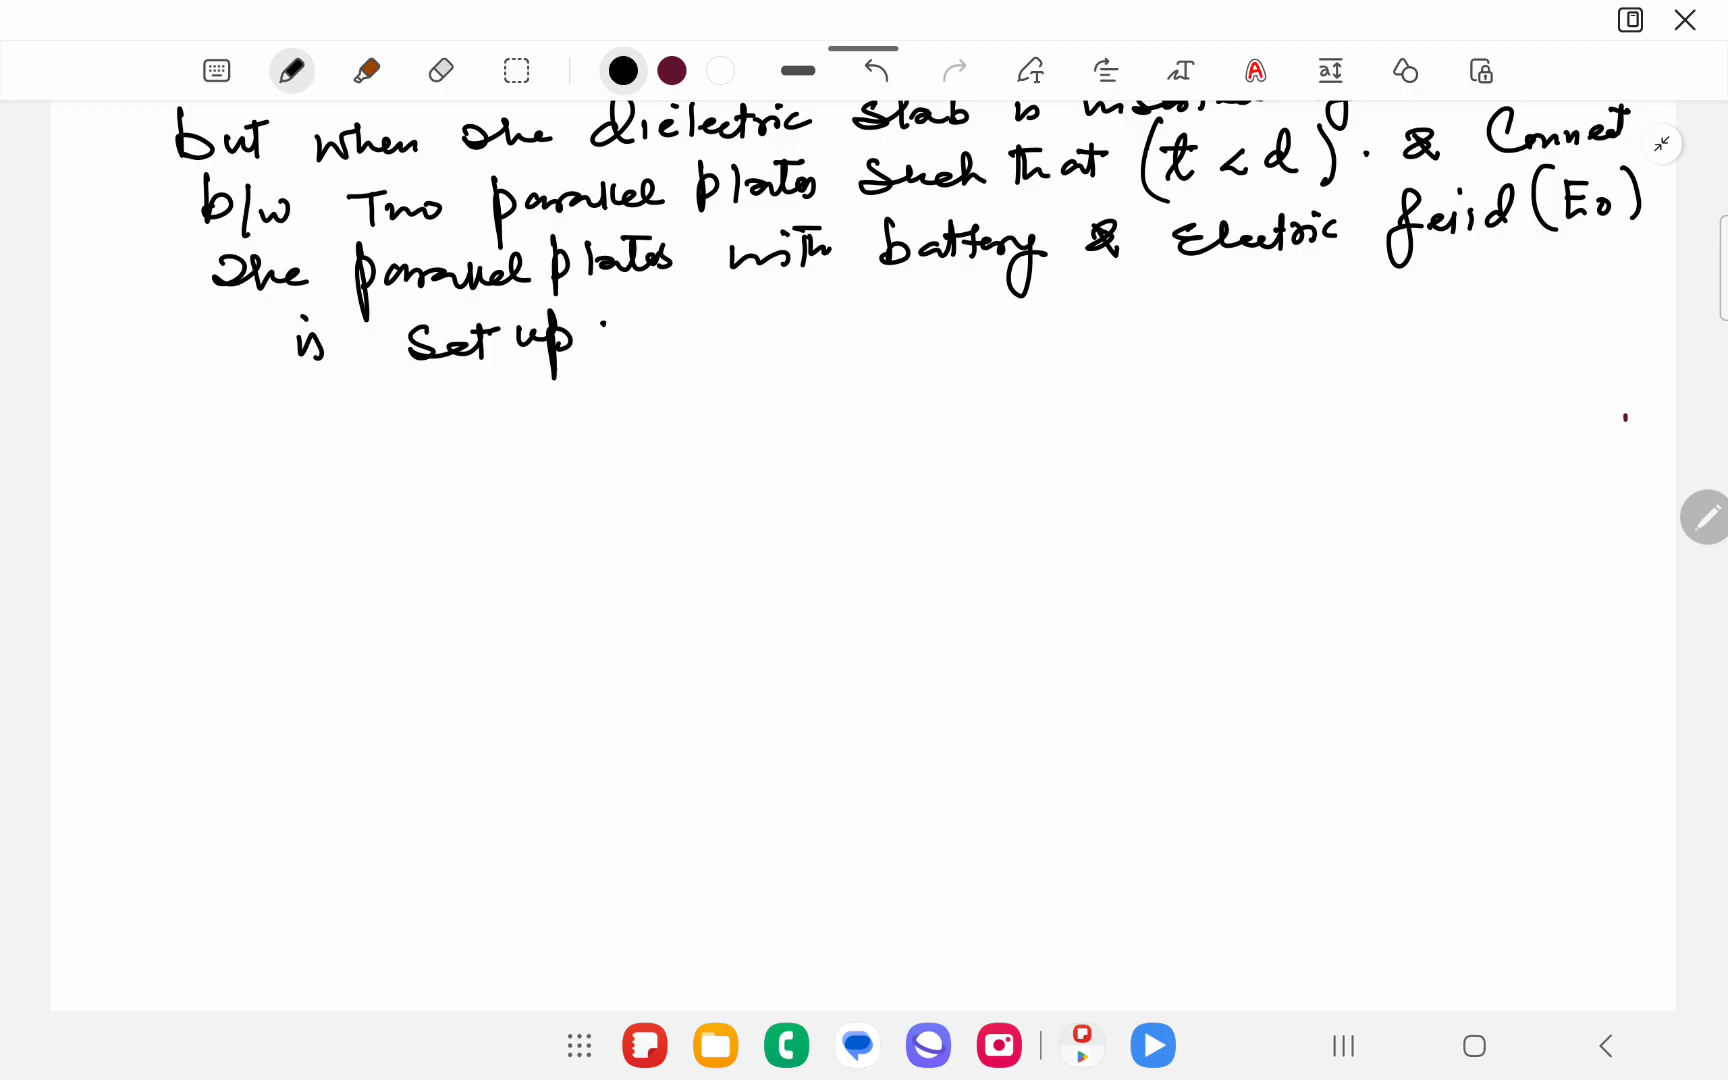 but when the dielectric slab is
b/w Two parallel plates Such that (t < d). & Connect
The parallel plates with battery & Electric feild (E0)
is Set up.